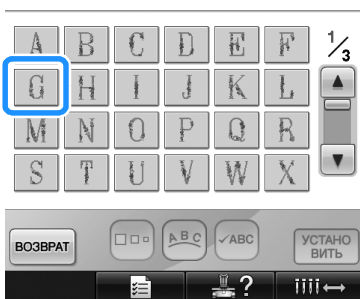 A B C D E F 1/3
G H I J K L
M N O P Q R
S T U V W X
ВОЗВРАТ ABC ✓ABC УСТАНО
ВИТЬ
?